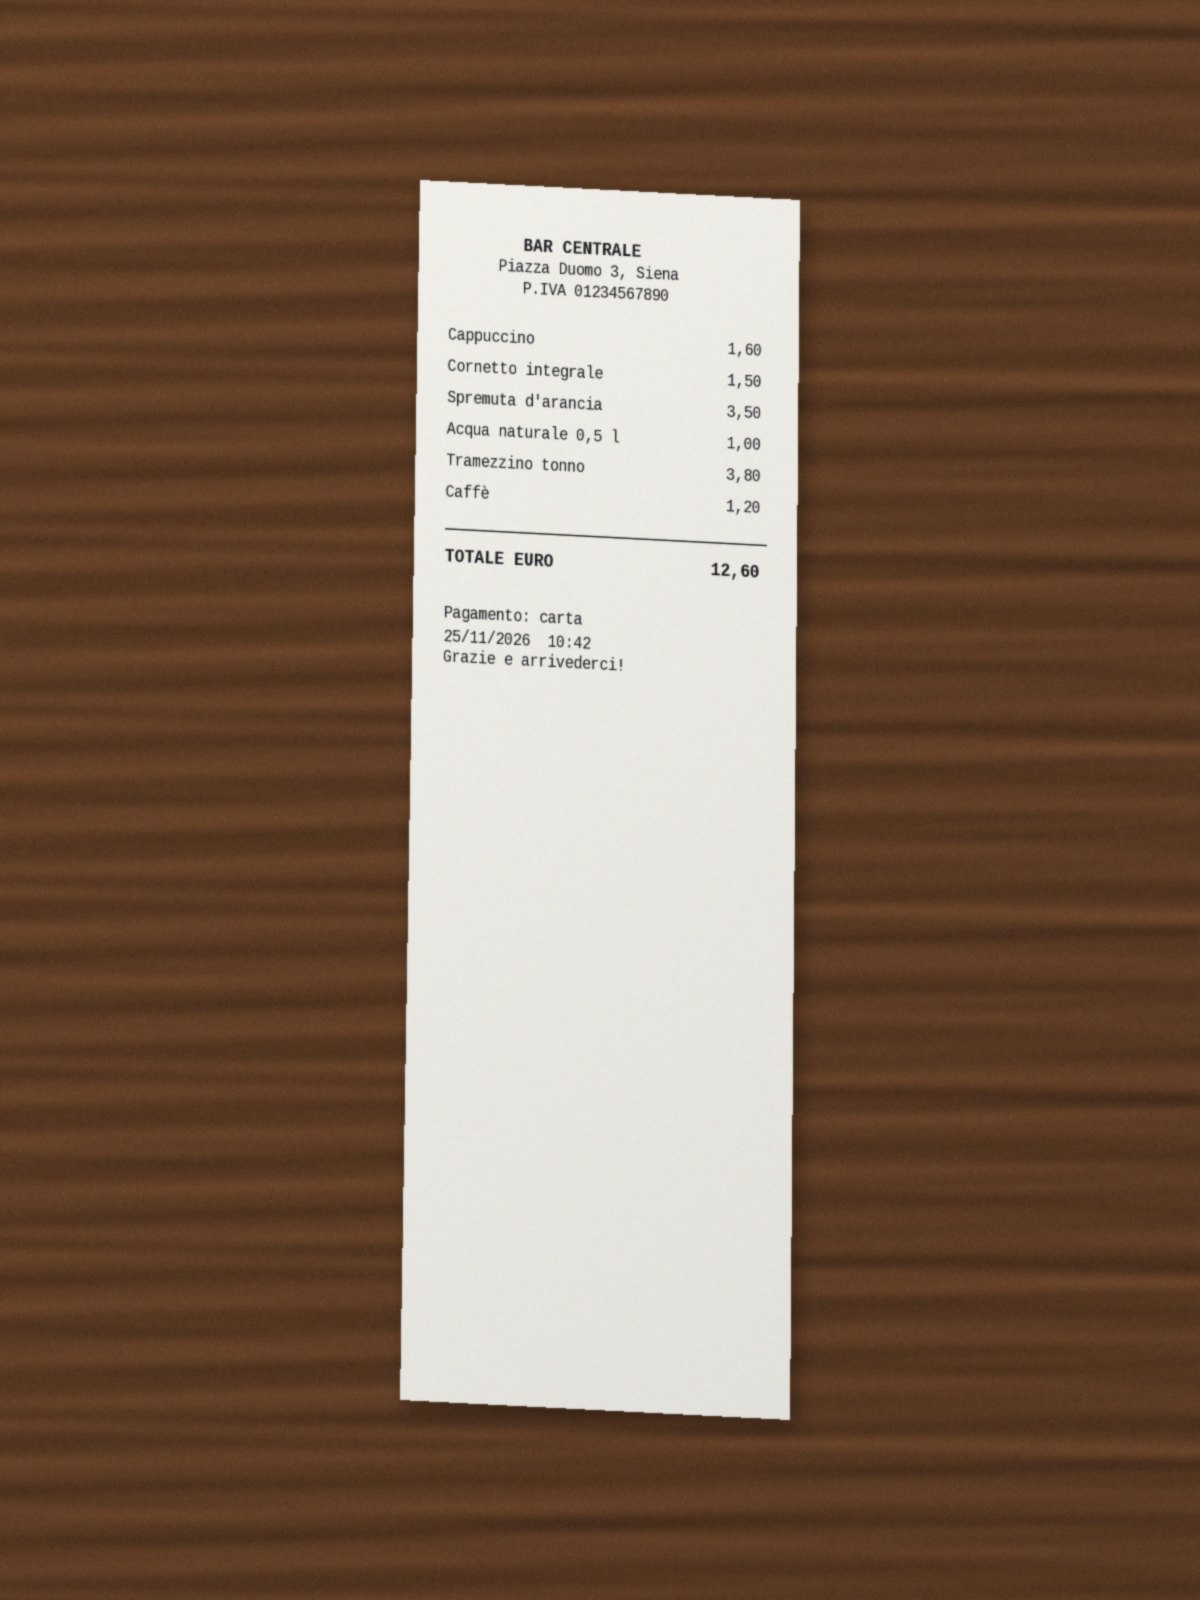 BAR CENTRALE
Piazza Duomo 3, Siena
P.IVA 01234567890
Cappuccino 1,60
Cornetto integrale 1,50
Spremuta d'arancia 3,50
Acqua naturale 0,5 l 1,00
Tramezzino tonno 3,80
Caffè 1,20
TOTALE EURO 12,60
Pagamento: carta
25/11/2026 10:42
Grazie e arrivederci!